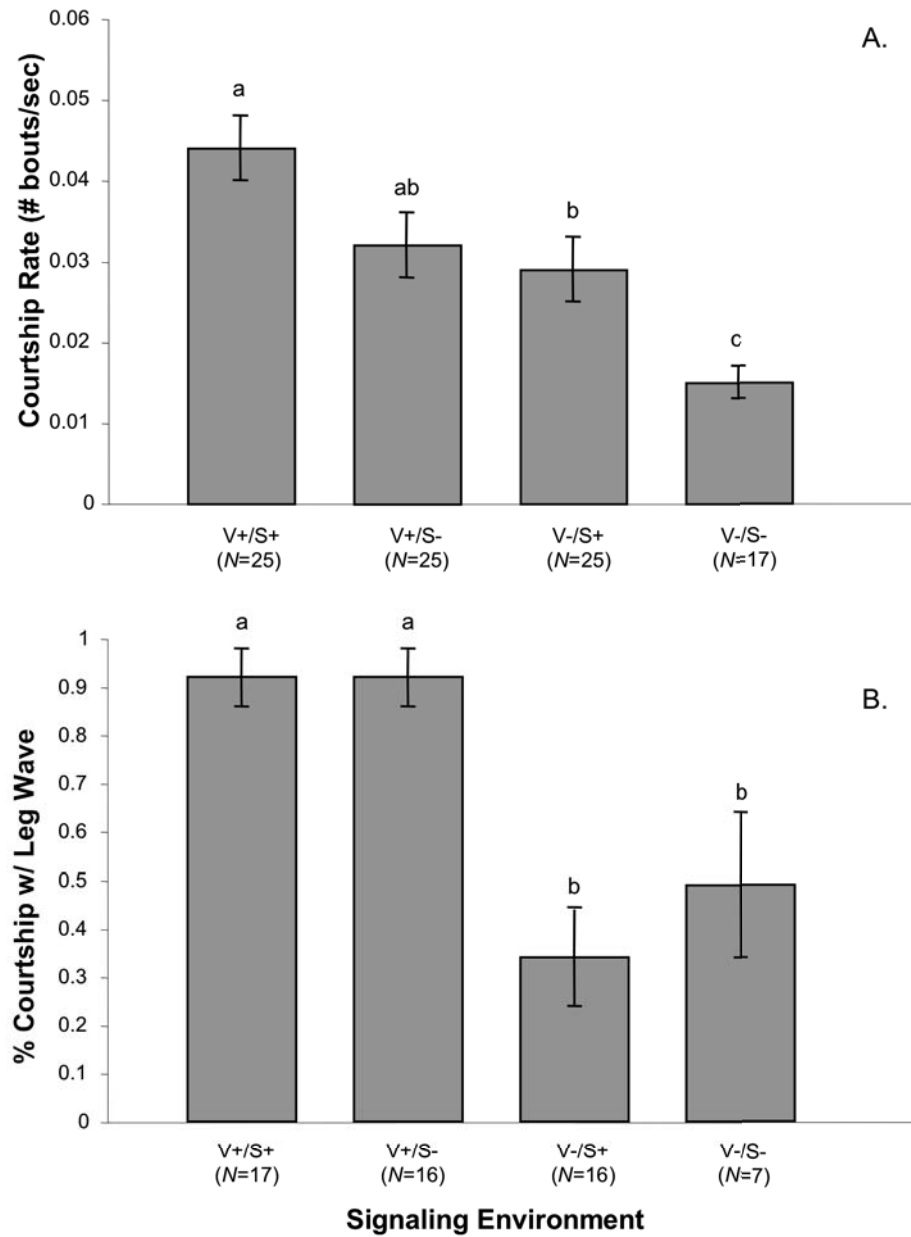 A.
Courtship Rate (# bouts/sec)
0.06
0.05
0.04
0.03
0.02
0.01
0
a
ab
b
c
V+/S+
(N=25)
V+/S-
(N=25)
V-/S+
(N=25)
V-/S-
(N=17)
B.
% Courtship w/ Leg Wave
1
0.9
0.8
0.7
0.6
0.5
0.4
0.3
0.2
0.1
0
a
a
b
b
V+/S+
(N=17)
V+/S-
(N=16)
V-/S+
(N=16)
V-/S-
(N=7)
Signaling Environment